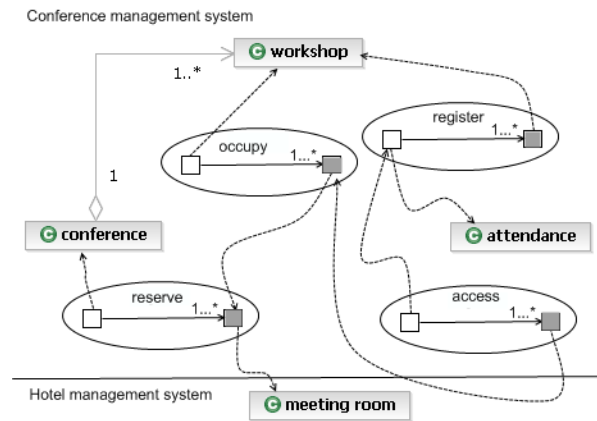 Conference management system
C workshop
1..*
register
1...*
occupy
1...*
1
C conference
C attendance
reserve
1...*
access
1...*
Hotel management system
C meeting room